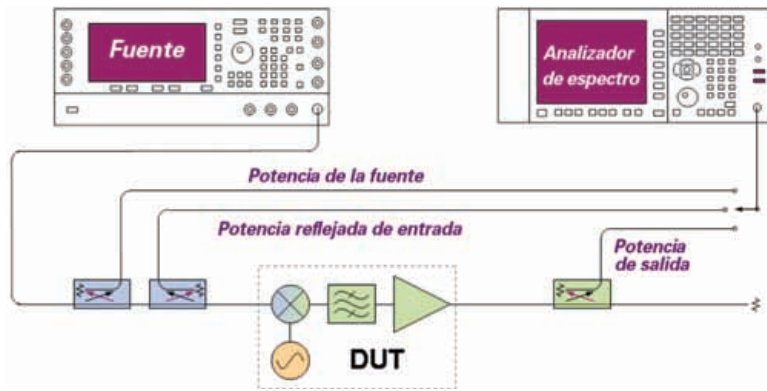 Fuente
Analizador
de espectro
Potencia de la fuente
Potencia reflejada de entrada
Potencia
de salida
DUT